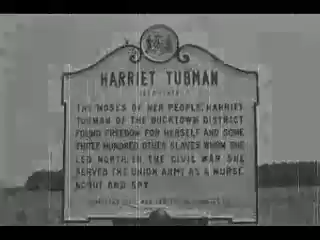 HARRIET TUBMAN
THE "MOSES OF HER PEOPLE," HARRIET
TUBMAN OF THE BUCKTOWN DISTRICT
FOUND FREEDOM FOR HERSELF AND SOME
THREE HUNDRED OTHER SLAVES WHOM SHE
LED NORTH. IN THE CIVIL WAR SHE
SERVED THE UNION ARMY AS A NURSE,
SCOUT AND SPY.